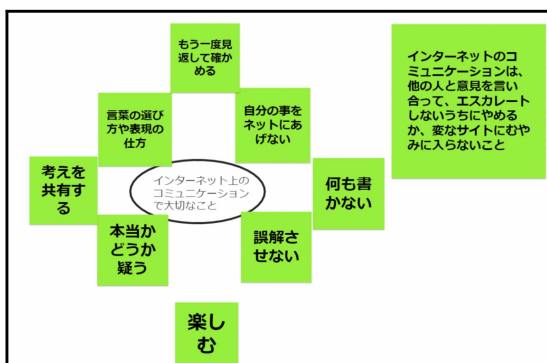 もう一度見
返して確か
める
インターネットのコ
ミュニケーションは、
他の人と意見を言い
合って、エスカレート
しないうちにやめる
か、変なサイトにむや
みに入らないこと
言葉の選び
方や表現の
仕方
自分の事を
ネットにあ
げない
考えを
共有す
る
インターネット上の
コミュニケーション
で大切なこと
何も書
かない
本当か
どうか
疑う
誤解さ
せない
楽し
む